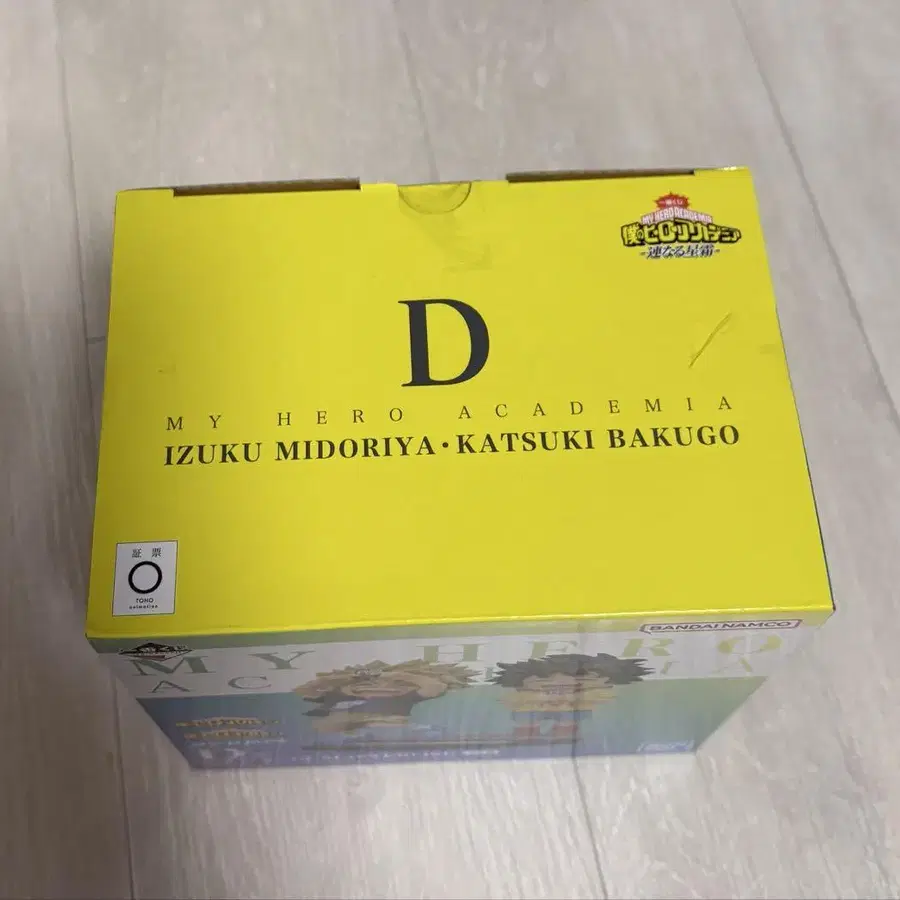 一番くじ
MY HERO ACADEMIA
僕のヒーローアカデミア
-連なる星霜-
D
MY HERO ACADEMIA
IZUKU MIDORIYA・KATSUKI BAKUGO
証票
TOHO
animation
BANDAI NAMCO
MY HERO